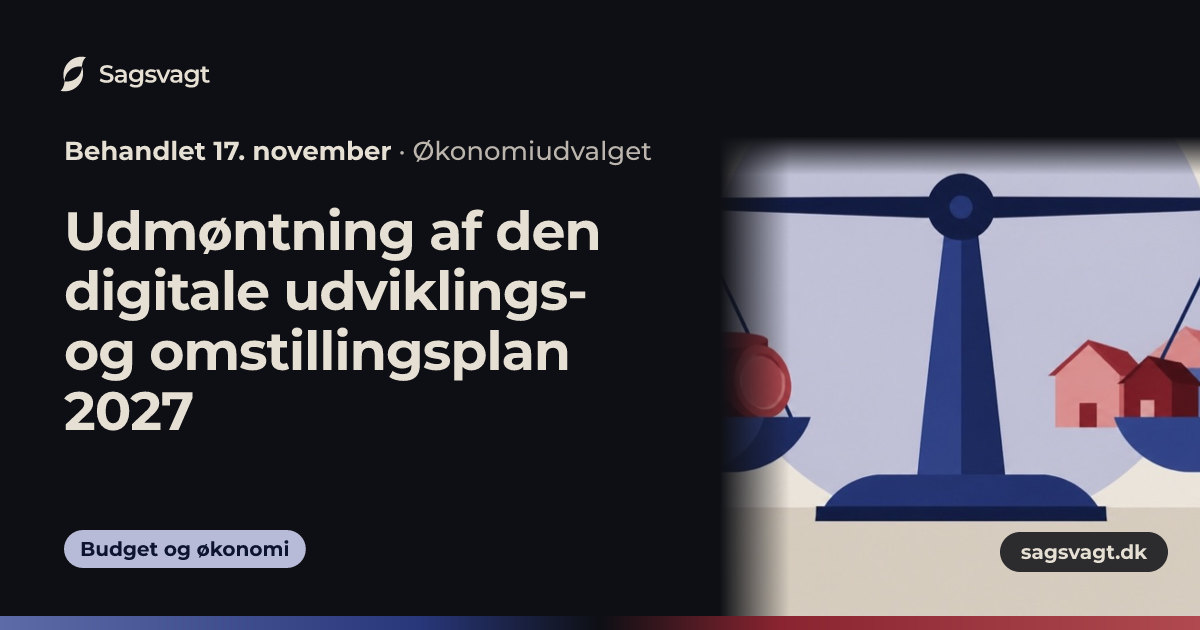 Sagsvagt
Behandlet 17. november · Økonomiudvalget
Udmøntning af den
digitale udviklings-
og omstillingsplan
2027
Budget og økonomi
sagsvagt.dk